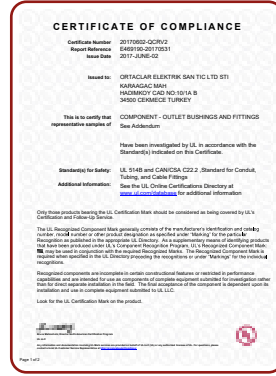 CERTIFICATE OF COMPLIANCE
Certificate Number 20170602-QCRV2
Report Reference E469190-20170531
Issue Date 2017-JUNE-02
Issued to: ORTACLAR ELEKTRIK SAN TIC LTD STI
KARAAGAC MAH
HADIMKOY CAD NO:10/1A B
34500 CEKMECE TURKEY
This is to certify that COMPONENT - OUTLET BUSHINGS AND FITTINGS
representative samples of See Addendum
Have been investigated by UL in accordance with the
Standard(s) indicated on this Certificate.
Standard(s) for Safety: UL 514B and CAN/CSA C22.2 ,Standard for Conduit,
Tubing, and Cable Fittings
Additional Information: See the UL Online Certifications Directory at
www.ul.com/database for additional information
Only those products bearing the UL Certification Mark should be considered as being covered by UL's
Certification and Follow-Up Service.
The UL Recognized Component Mark generally consists of the manufacturer's identification and catalog
number, model number or other product designation as specified under "Marking" for the particular
Recognition as published in the appropriate UL Directory. As a supplementary means of identifying products
that have been produced under UL's Component Recognition Program, UL's Recognized Component Mark:
may be used in conjunction with the required Recognized Marks. The Recognized Component Mark is
required when specified in the UL Directory preceding the recognitions or under "Markings" for the individual
recognitions.
Recognized components are incomplete in certain constructional features or restricted in performance
capabilities and are intended for use as components of complete equipment submitted for investigation rather
than for direct separate installation in the field. The final acceptance of the component is dependent upon its
installation and use in complete equipment submitted to UL LLC.
Look for the UL Certification Mark on the product.
UL LLC
Page 1 of 2